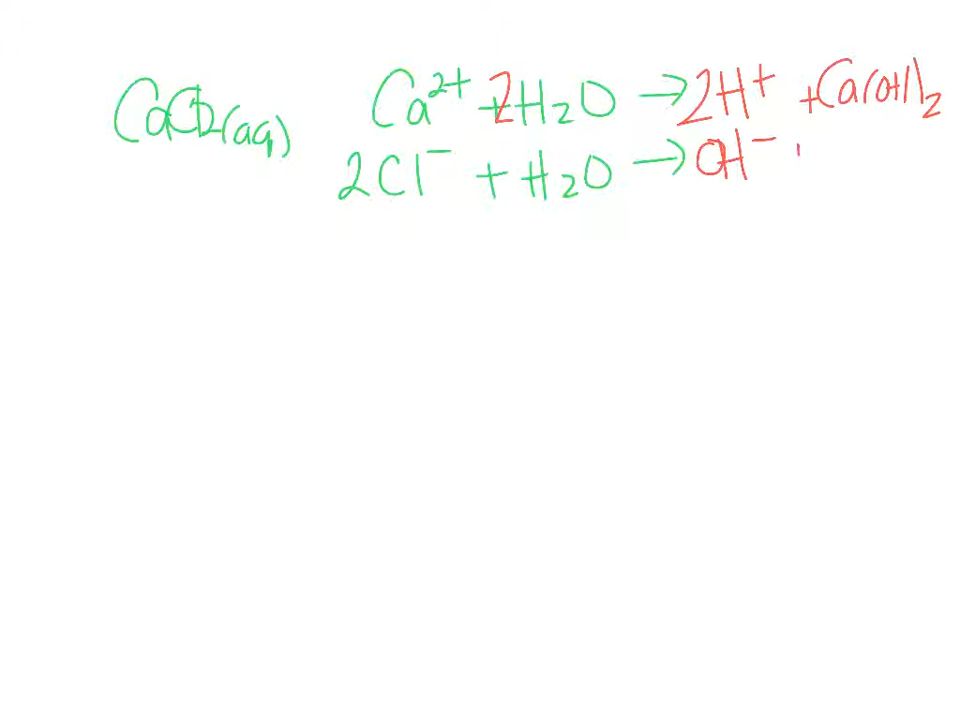 CaCl2(aq) Ca²⁺ + 2H₂O → 2H⁺ + Ca(OH)₂
2Cl⁻ + H₂O → OH⁻